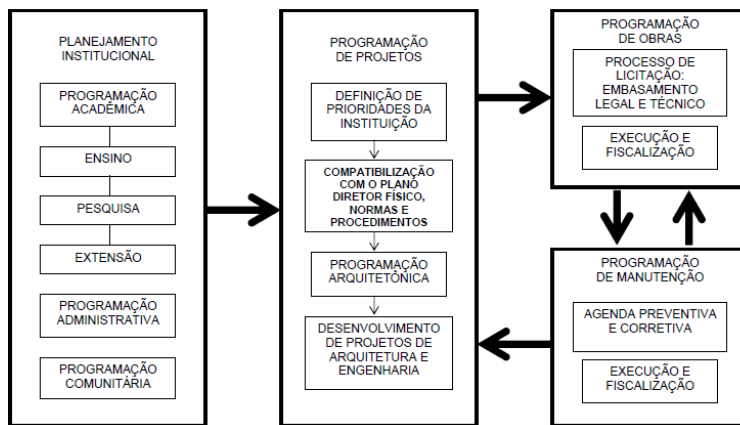 PLANEJAMENTO
INSTITUCIONAL
PROGRAMAÇÃO
ACADÊMICA
ENSINO
PESQUISA
EXTENSÃO
PROGRAMAÇÃO
ADMINISTRATIVA
PROGRAMAÇÃO
COMUNITÁRIA
PROGRAMAÇÃO
DE PROJETOS
DEFINIÇÃO DE
PRIORIDADES DA
INSTITUIÇÃO
COMPATIBILIZAÇÃO
COM O PLANO
DIRETOR FÍSICO,
NORMAS E
PROCEDIMENTOS
PROGRAMAÇÃO
ARQUITETÔNICA
DESENVOLVIMENTO
DE PROJETOS DE
ARQUITETURA E
ENGENHARIA
PROGRAMAÇÃO
DE OBRAS
PROCESSO DE
LICITAÇÃO:
EMBASAMENTO
LEGAL E TÉCNICO
EXECUÇÃO E
FISCALIZAÇÃO
PROGRAMAÇÃO
DE MANUTENÇÃO
AGENDA PREVENTIVA
E CORRETIVA
EXECUÇÃO E
FISCALIZAÇÃO